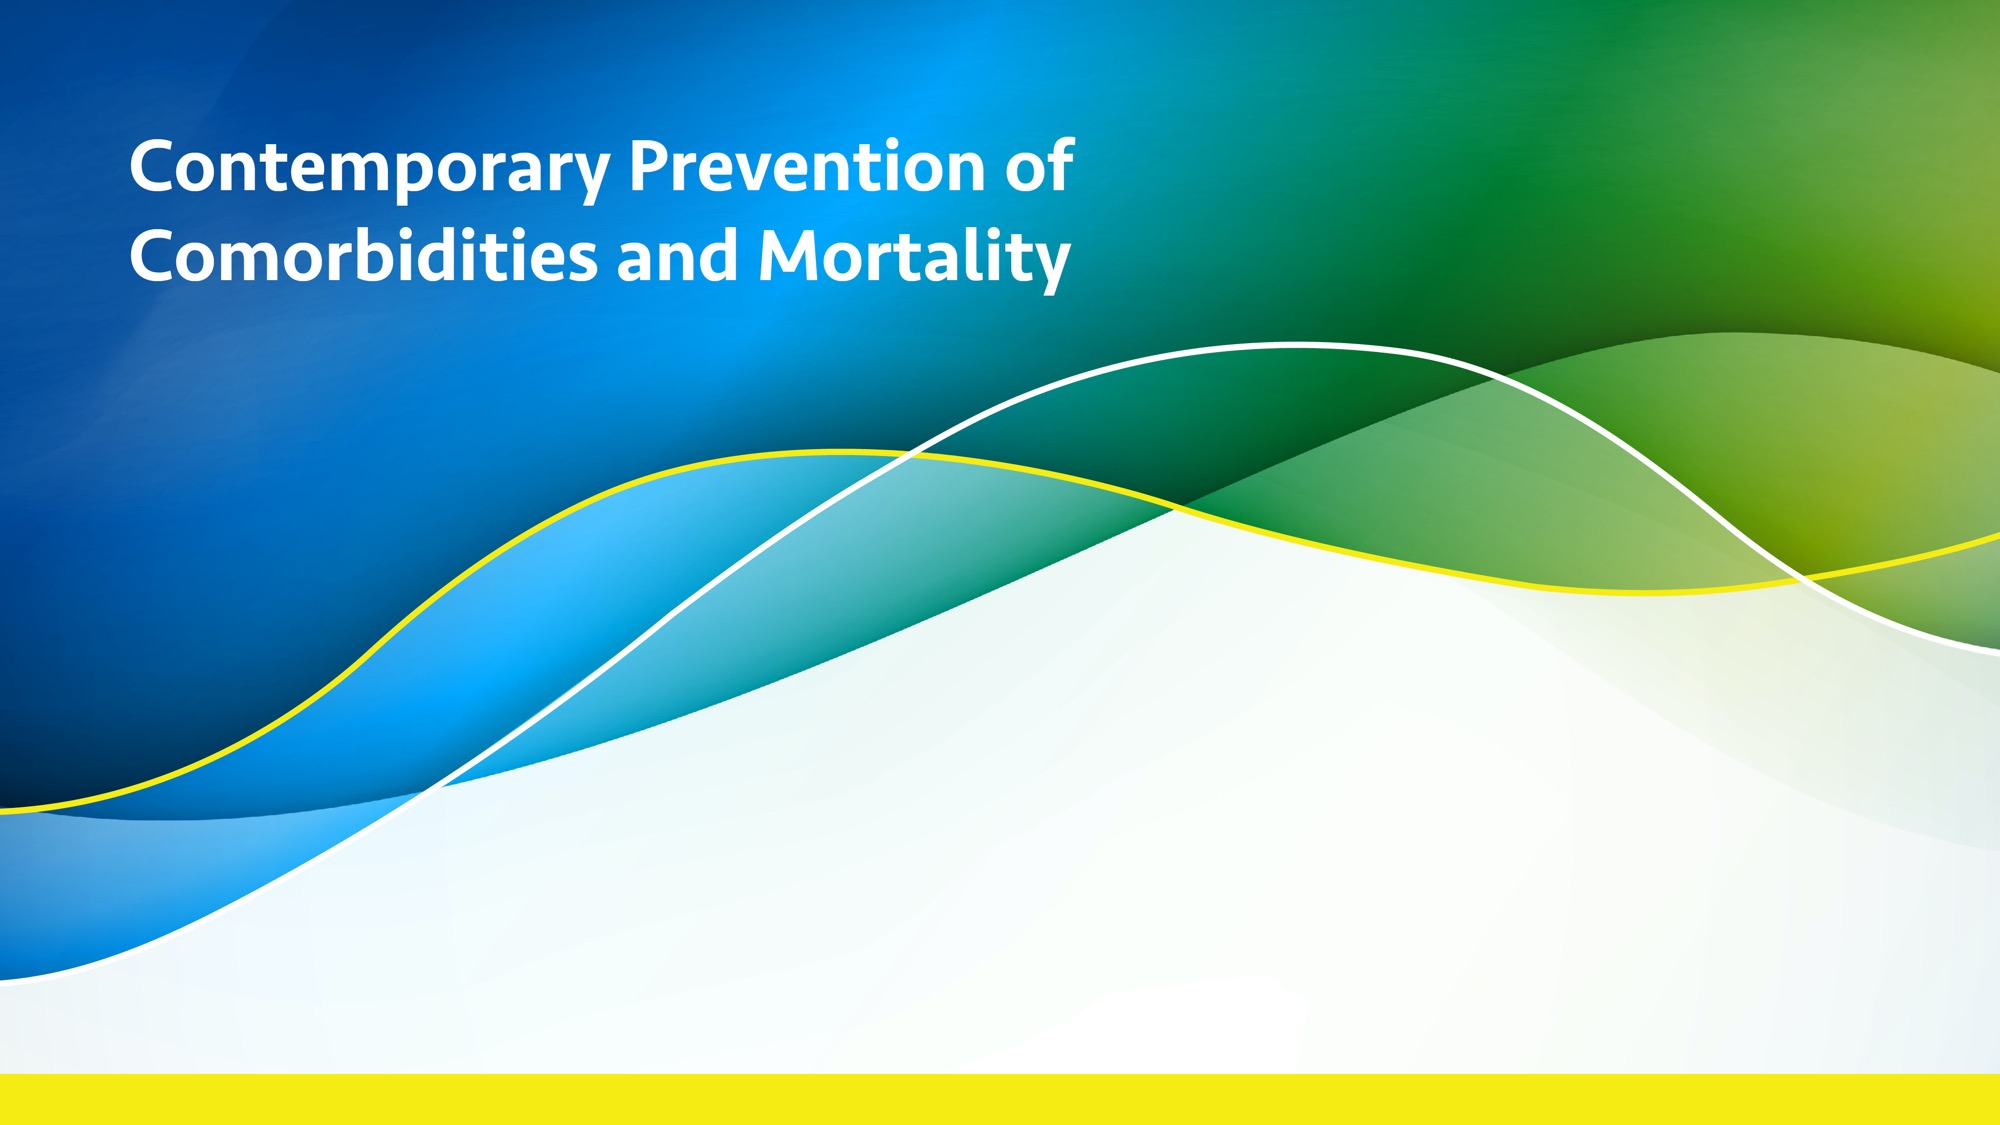 Contemporary Prevention of
Comorbidities and Mortality